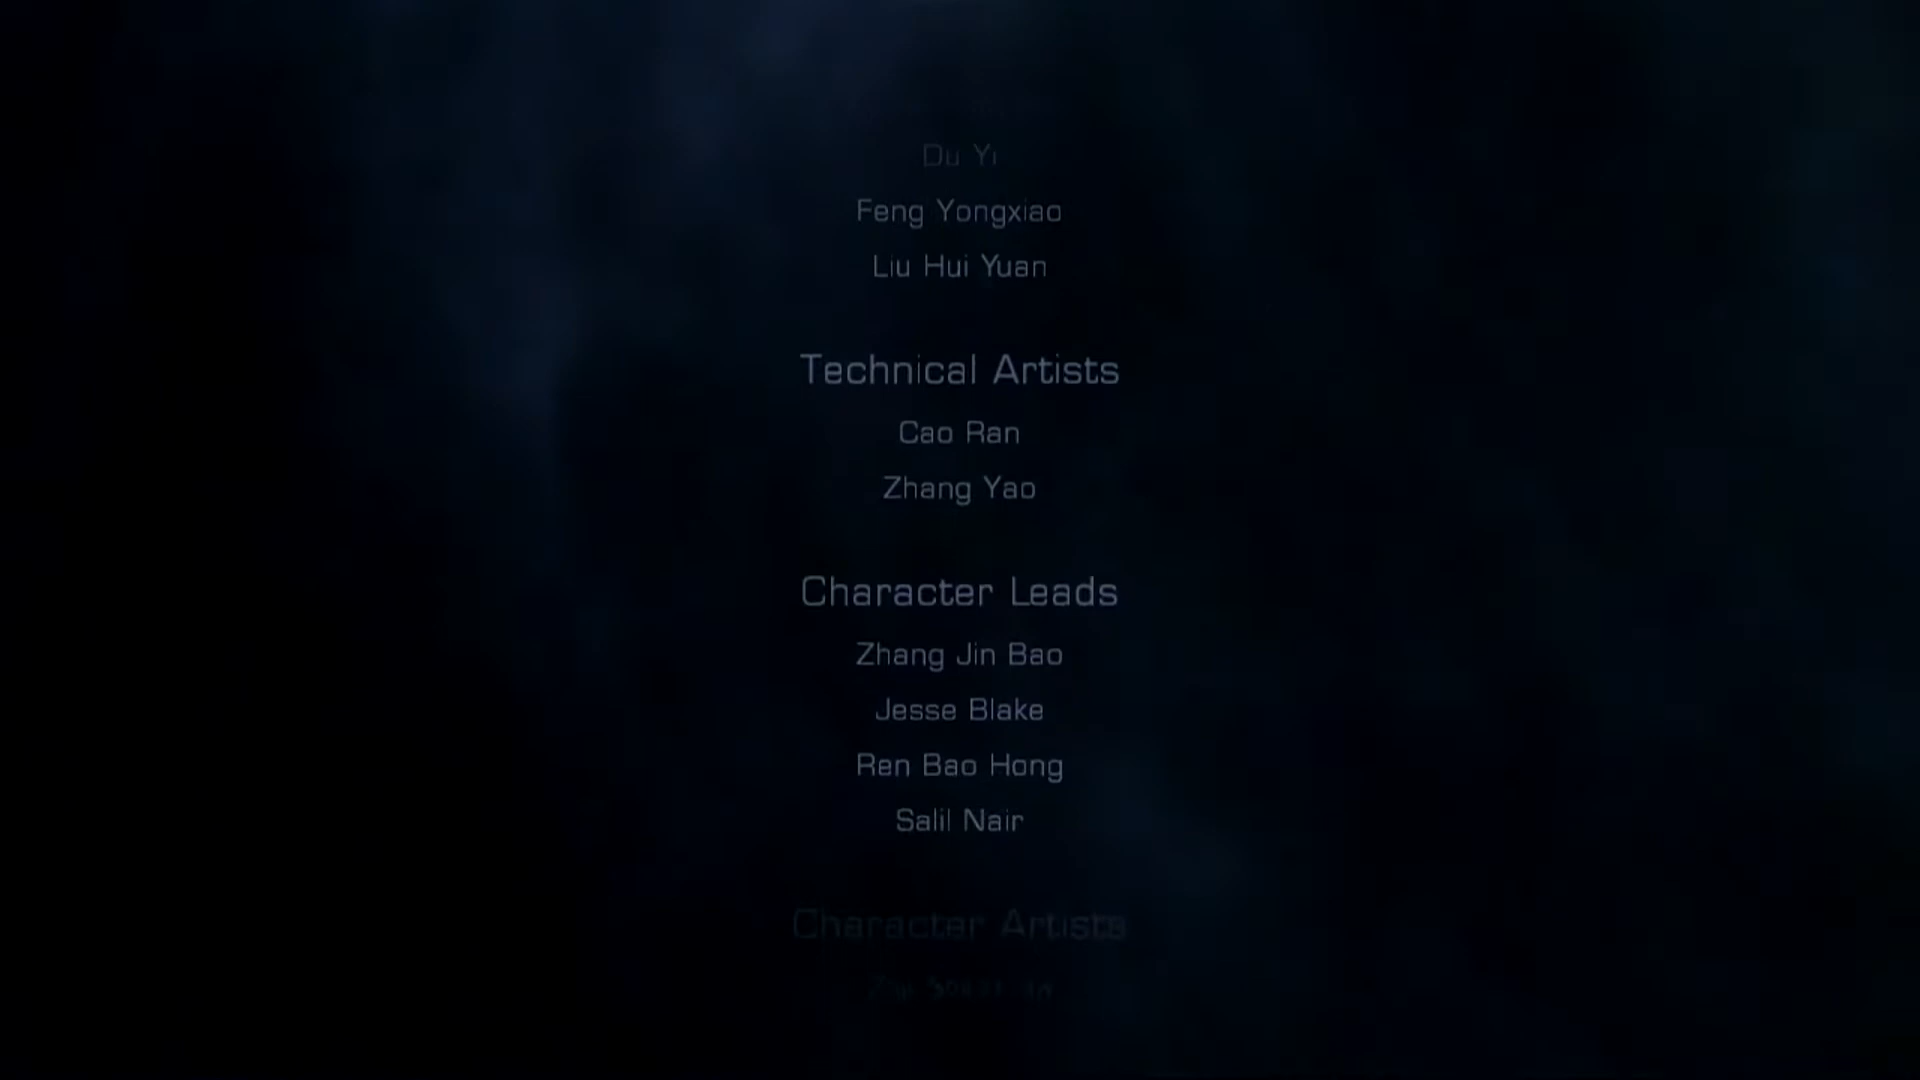 Du Yi
Feng Yongxiao
Liu Hui Yuan
Technical Artists
Cao Ran
Zhang Yao
Character Leads
Zhang Jin Bao
Jesse Blake
Ren Bao Hong
Salil Nair
Character Artists